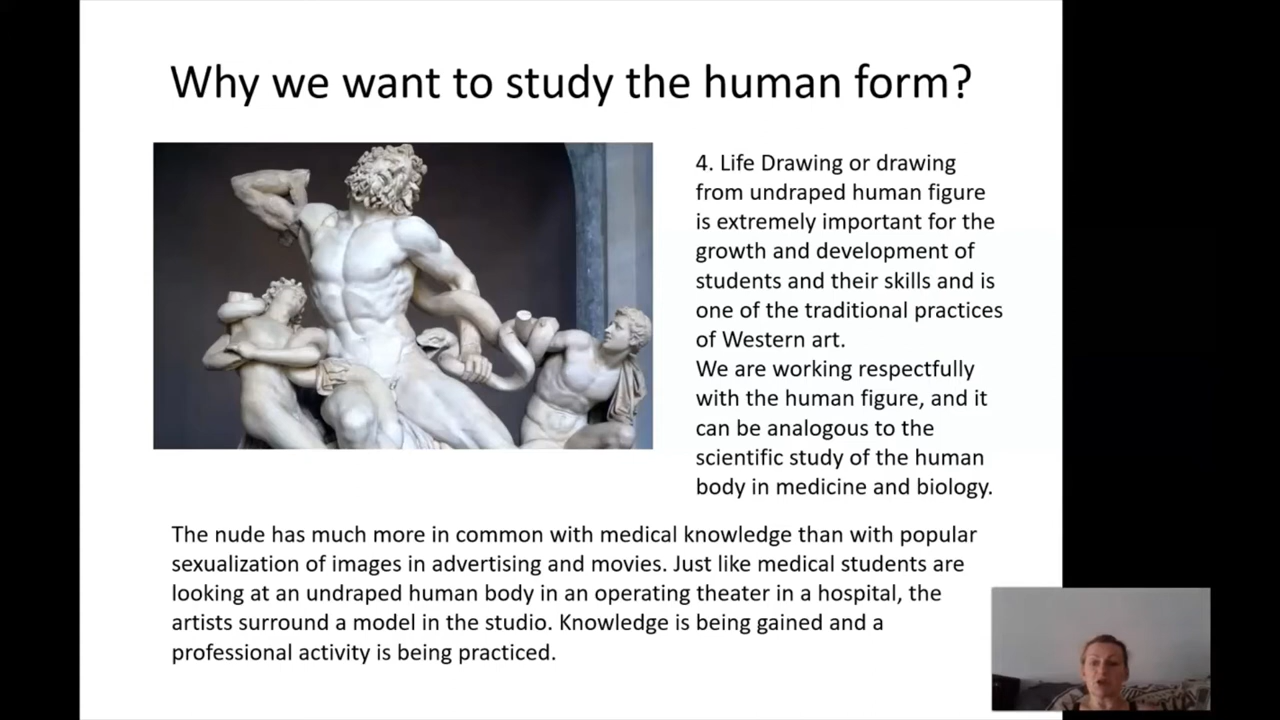 Why we want to study the human form?
4. Life Drawing or drawing
from undraped human figure
is extremely important for the
growth and development of
students and their skills and is
one of the traditional practices
of Western art.
We are working respectfully
with the human figure, and it
can be analogous to the
scientific study of the human
body in medicine and biology.
The nude has much more in common with medical knowledge than with popular
sexualization of images in advertising and movies. Just like medical students are
looking at an undraped human body in an operating theater in a hospital, the
artists surround a model in the studio. Knowledge is being gained and a
professional activity is being practiced.